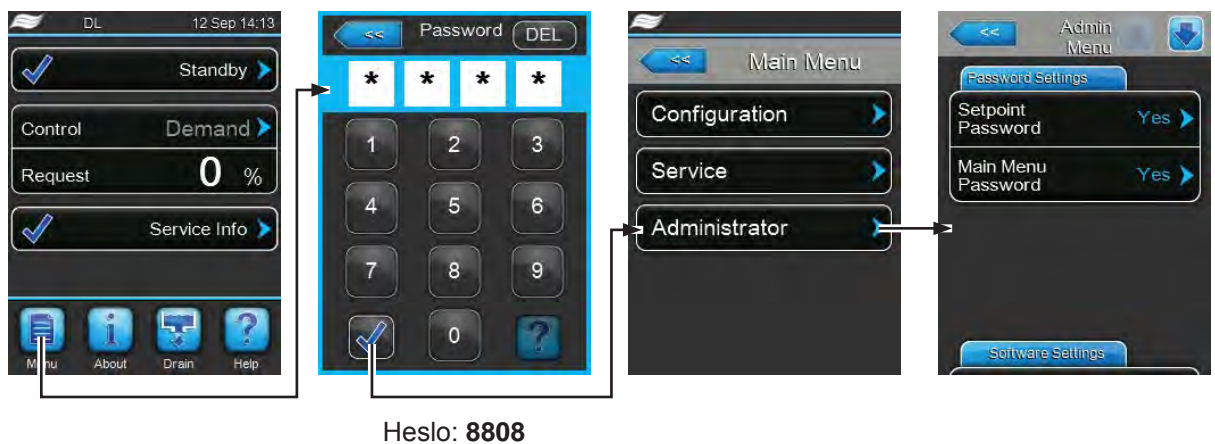 DL 12 Sep 14:13
Standby
Control Demand
Request 0 %
Service Info
Menu About Drain Help
<< Password DEL
* * * *
1 2 3
4 5 6
7 8 9
0 ?
Heslo: 8808
<< Main Menu
Configuration
Service
Administrator
<< Admin
Menu
Password Settings
Setpoint
Password Yes
Main Menu
Password Yes
Software Settings